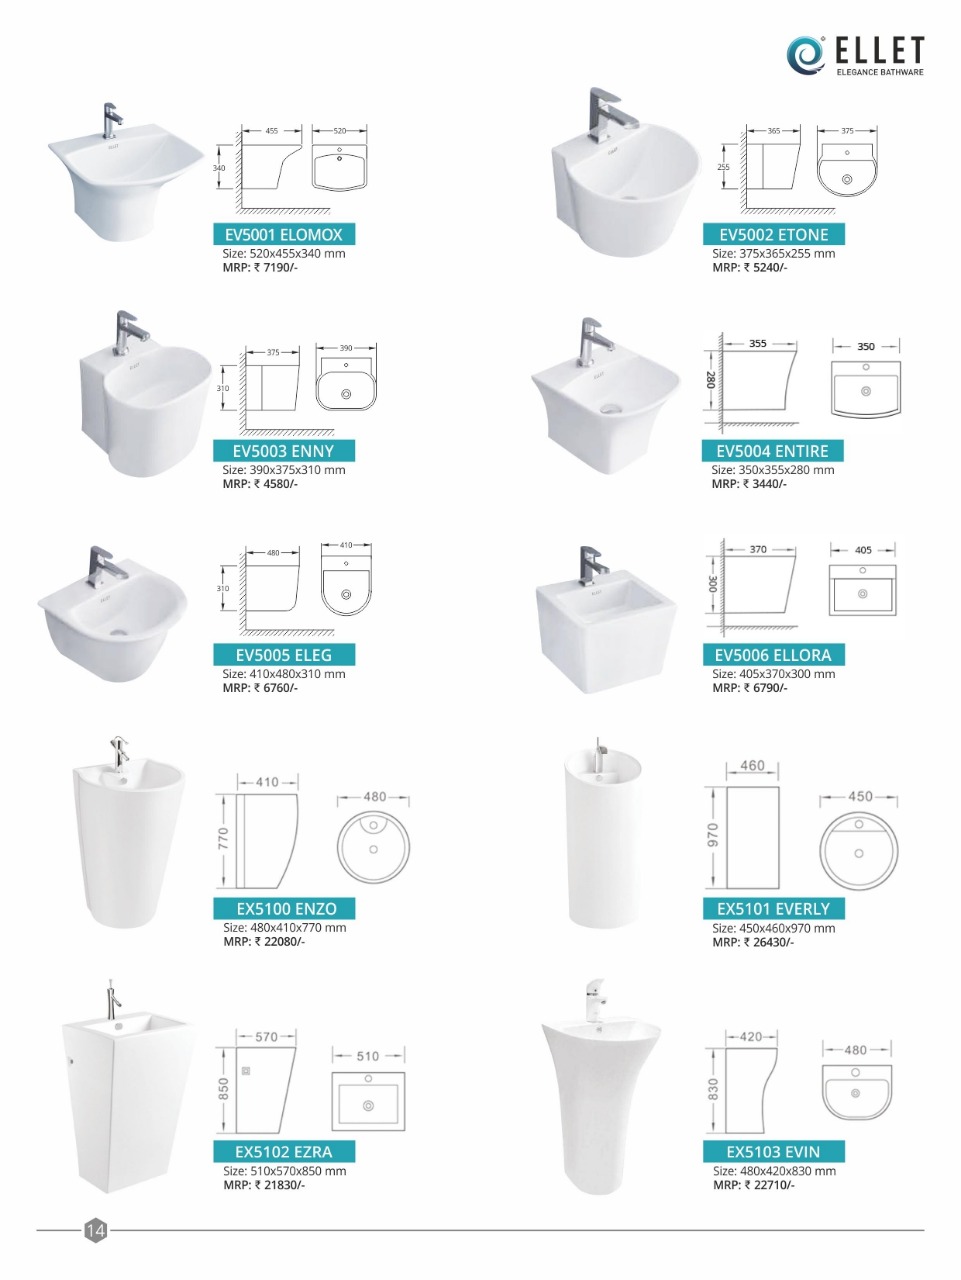 ELLET
ELEGANCE BATHWARE
455
520
340
EV5001 ELOMOX
Size: 520x455x340 mm
MRP: ₹ 7190/-
365
375
255
EV5002 ETONE
Size: 375x365x255 mm
MRP: ₹ 5240/-
375
390
310
EV5003 ENNY
Size: 390x375x310 mm
MRP: ₹ 4580/-
355
350
280
EV5004 ENTIRE
Size: 350x355x280 mm
MRP: ₹ 3440/-
480
410
310
EV5005 ELEG
Size: 410x480x310 mm
MRP: ₹ 6760/-
370
405
300
EV5006 ELLORA
Size: 405x370x300 mm
MRP: ₹ 6790/-
410
480
770
EX5100 ENZO
Size: 480x410x770 mm
MRP: ₹ 22080/-
460
450
970
EX5101 EVERLY
Size: 450x460x970 mm
MRP: ₹ 26430/-
570
510
850
EX5102 EZRA
Size: 510x570x850 mm
MRP: ₹ 21830/-
420
480
830
EX5103 EVIN
Size: 480x420x830 mm
MRP: ₹ 22710/-
14